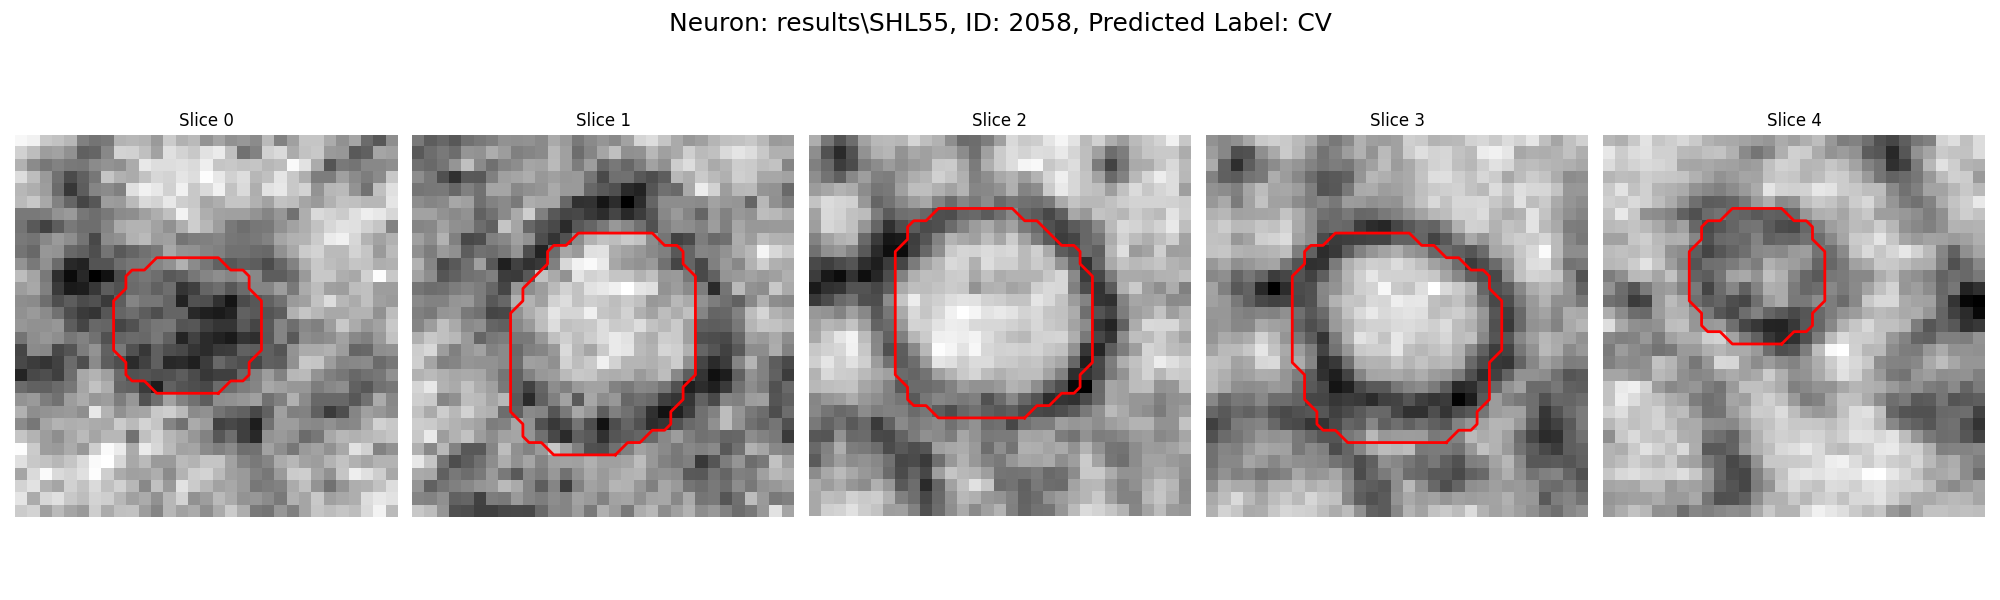 Neuron: results\SHL55, ID: 2058, Predicted Label: CV
Slice 0
Slice 1
Slice 2
Slice 3
Slice 4